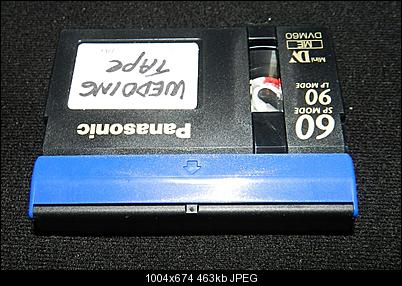 WEDDING
TAPE
Panasonic
Mini DV
ME
DVM60
60 SP MODE
90 LP MODE
1004x674 463kb JPEG